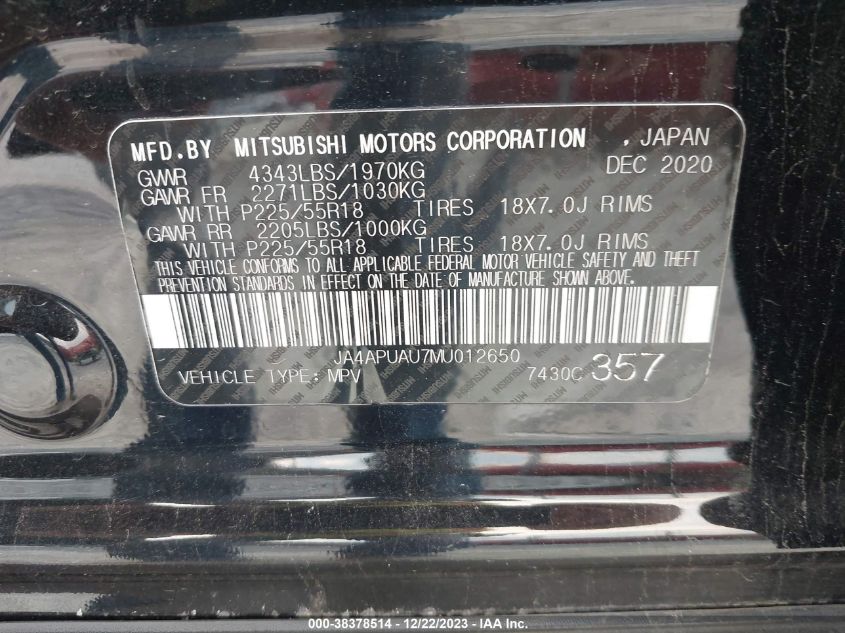 MFD.BY MITSUBISHI MOTORS CORPORATION , JAPAN
GVWR 4343LBS/1970KG DEC 2020
GAWR FR 2271LBS/1030KG
WITH P225/55R18 TIRES 18X7.0J RIMS
GAWR RR 2205LBS/1000KG
WITH P225/55R18 TIRES 18X7.0J RIMS
THIS VEHICLE CONFORMS TO ALL APPLICABLE FEDERAL MOTOR VEHICLE SAFETY AND THEFT
PREVENTION STANDARDS IN EFFECT ON THE DATE OF MANUFACTURE SHOWN ABOVE.
JA4APUAU7MU012650
VEHICLE TYPE: MPV 7430C 357
000-38378514 - 12/22/2023 - www.iaai.com